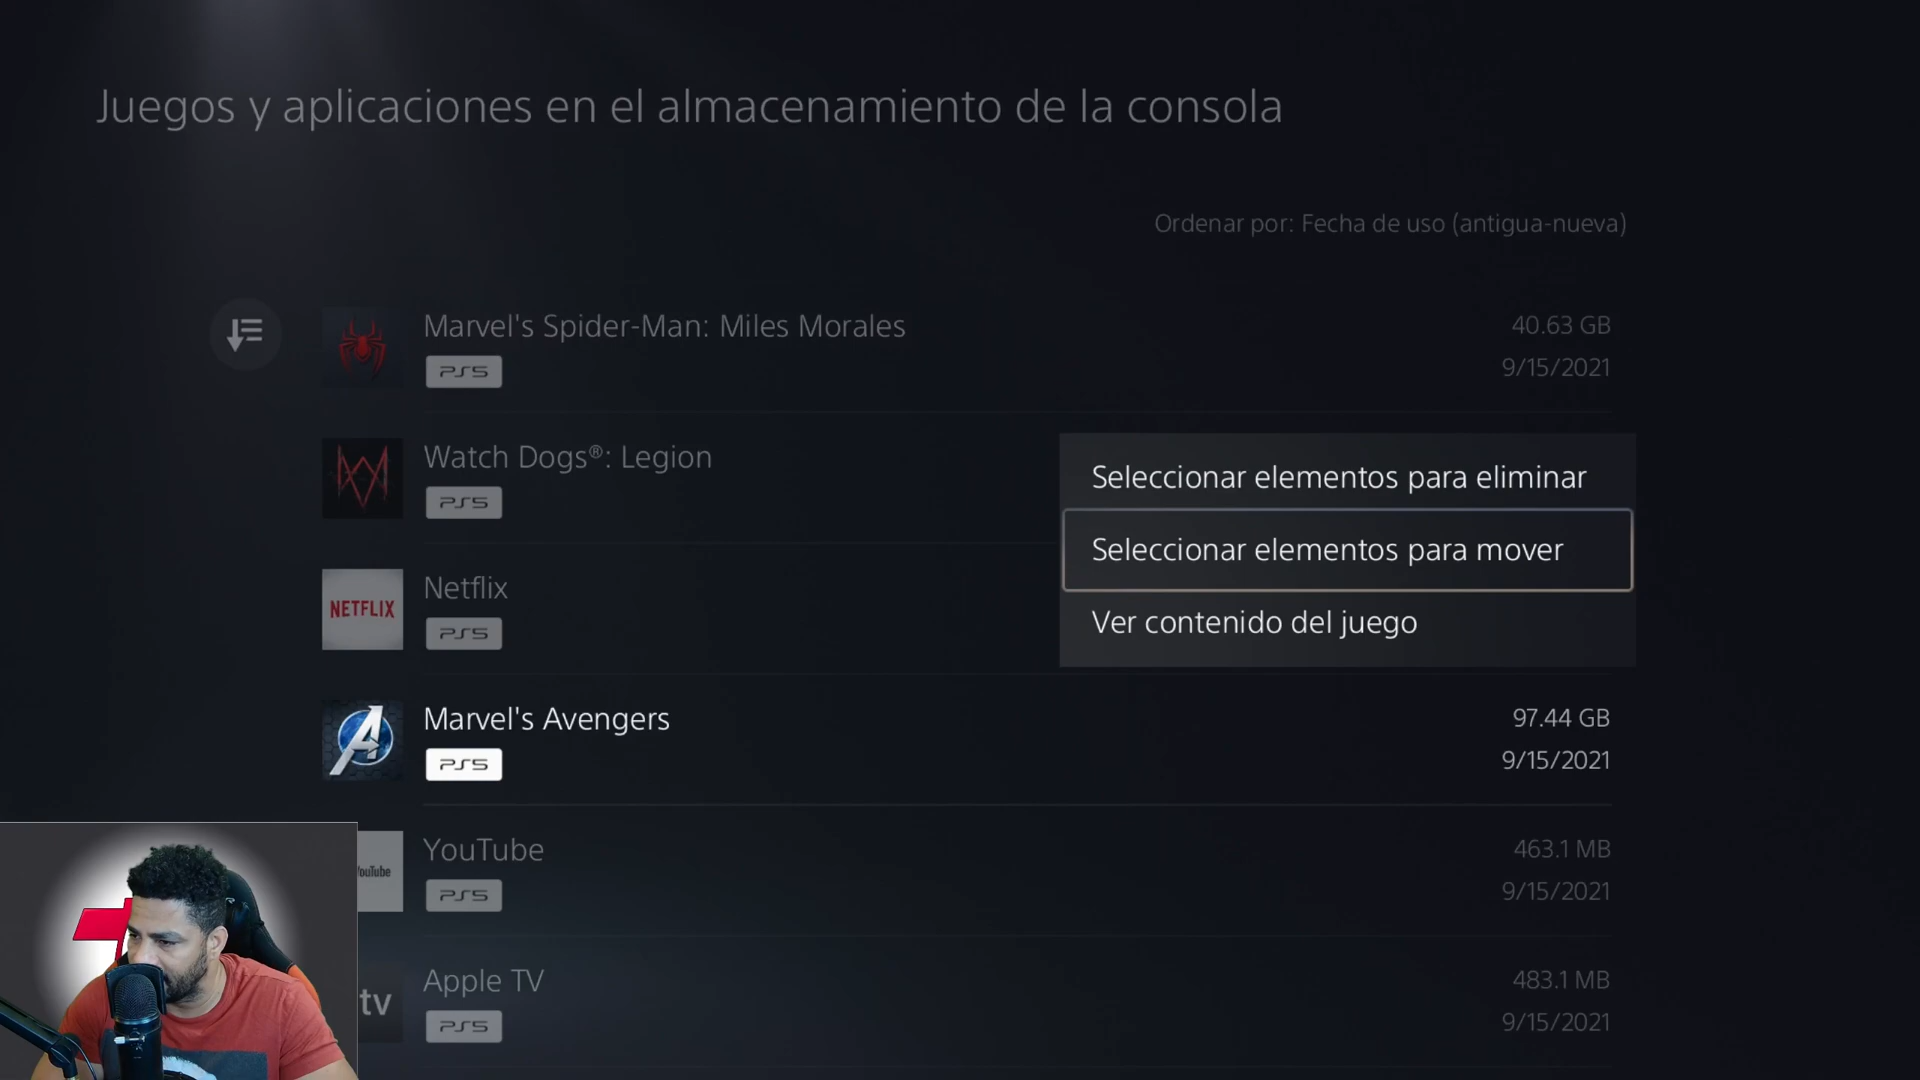 Juegos y aplicaciones en el almacenamiento de la consola
Ordenar por: Fecha de uso (antigua-nueva)
Marvel's Spider-Man: Miles Morales
40.63 GB
PS5
9/15/2021
Watch Dogs®: Legion
PS5
Seleccionar elementos para eliminar
Seleccionar elementos para mover
Ver contenido del juego
NETFLIX
Netflix
PS5
Marvel's Avengers
97.44 GB
PS5
9/15/2021
YouTube
YouTube
463.1 MB
PS5
9/15/2021
tv
Apple TV
483.1 MB
PS5
9/15/2021